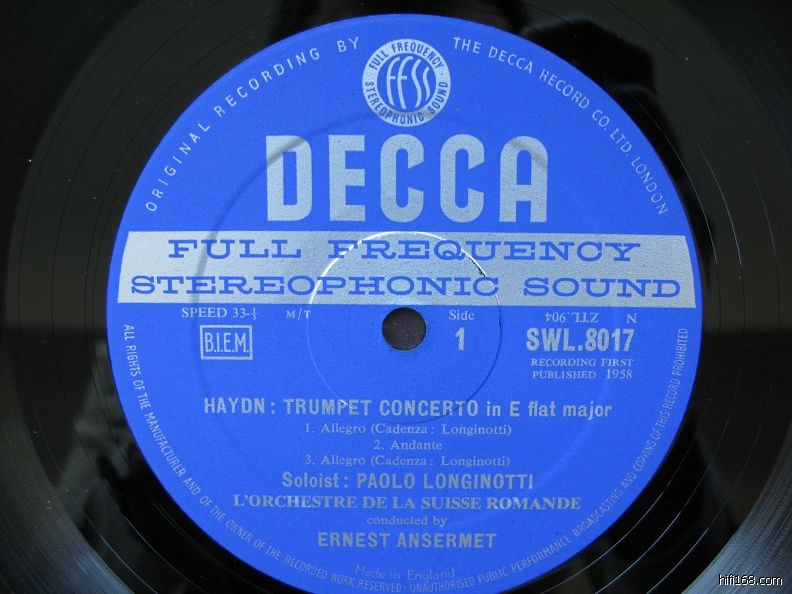 ORIGINAL RECORDING BY THE DECCA RECORD CO. LTD. LONDON
FULL FREQUENCY
FFSS
STEREOPHONIC SOUND
DECCA
FULL FREQUENCY
STEREOPHONIC SOUND
SPEED 33-⅓ M/T Side N ZTL.904
B.I.E.M. 1 SWL.8017
RECORDING FIRST
PUBLISHED 1958
HAYDN: TRUMPET CONCERTO in E flat major
1. Allegro (Cadenza: Longinotti)
2. Andante
3. Allegro (Cadenza: Longinotti)
Soloist: PAOLO LONGINOTTI
L'ORCHESTRE DE LA SUISSE ROMANDE
conducted by
ERNEST ANSERMET
Made in England
ALL RIGHTS OF THE MANUFACTURER AND OF THE OWNER OF THE RECORDED WORK RESERVED · UNAUTHORISED PUBLIC PERFORMANCE BROADCASTING AND COPYING OF THIS RECORD PROHIBITED
hifi168.com